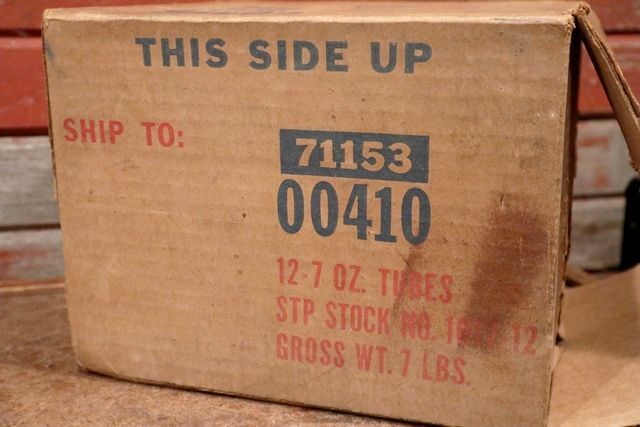 THIS SIDE UP
SHIP TO:
71153
00410
12-7 OZ. TUBES
STP STOCK NO. 12
GROSS WT. 7 LBS.